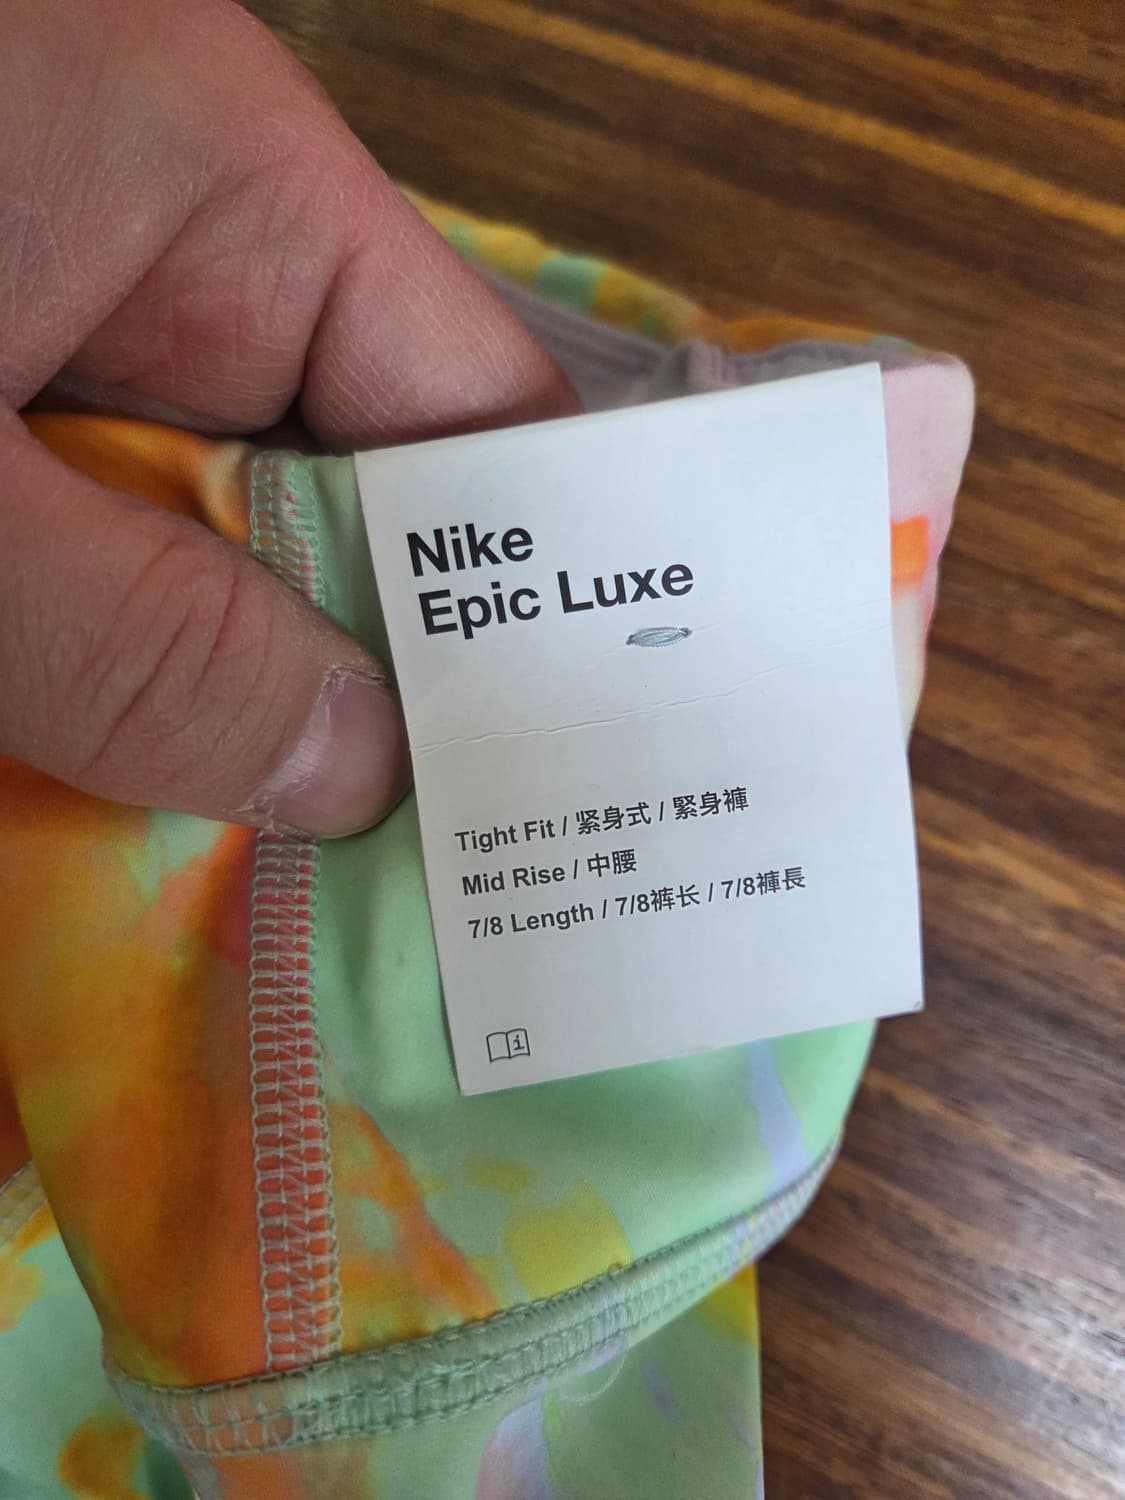 Nike
Epic Luxe
Tight Fit / 紧身式 / 緊身褲
Mid Rise / 中腰
7/8 Length / 7/8裤长 / 7/8褲長
i